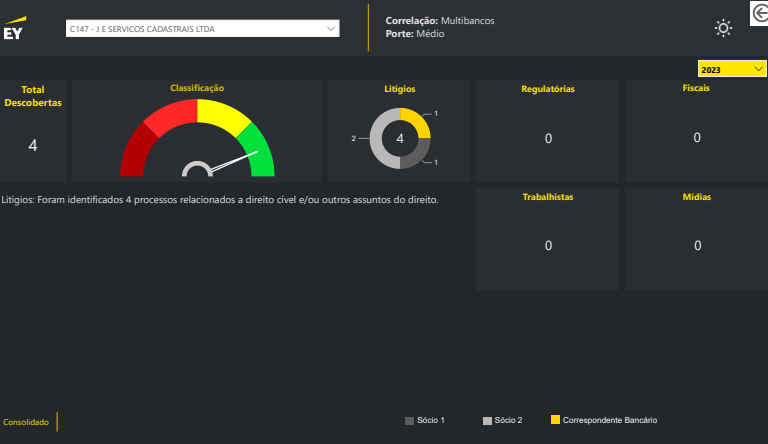 EY
C147 - J E SERVICOS CADASTRAIS LTDA
Correlação: Multibancos
Porte: Médio
2023
Total
Descobertas
4
Classificação
Litígios
1
2
4
1
Regulatórias
0
Fiscais
0
Litígios: Foram identificados 4 processos relacionados a direito cível e/ou outros assuntos do direito.
Trabalhistas
0
Mídias
0
Consolidado
Sócio 1
Sócio 2
Correspondente Bancário